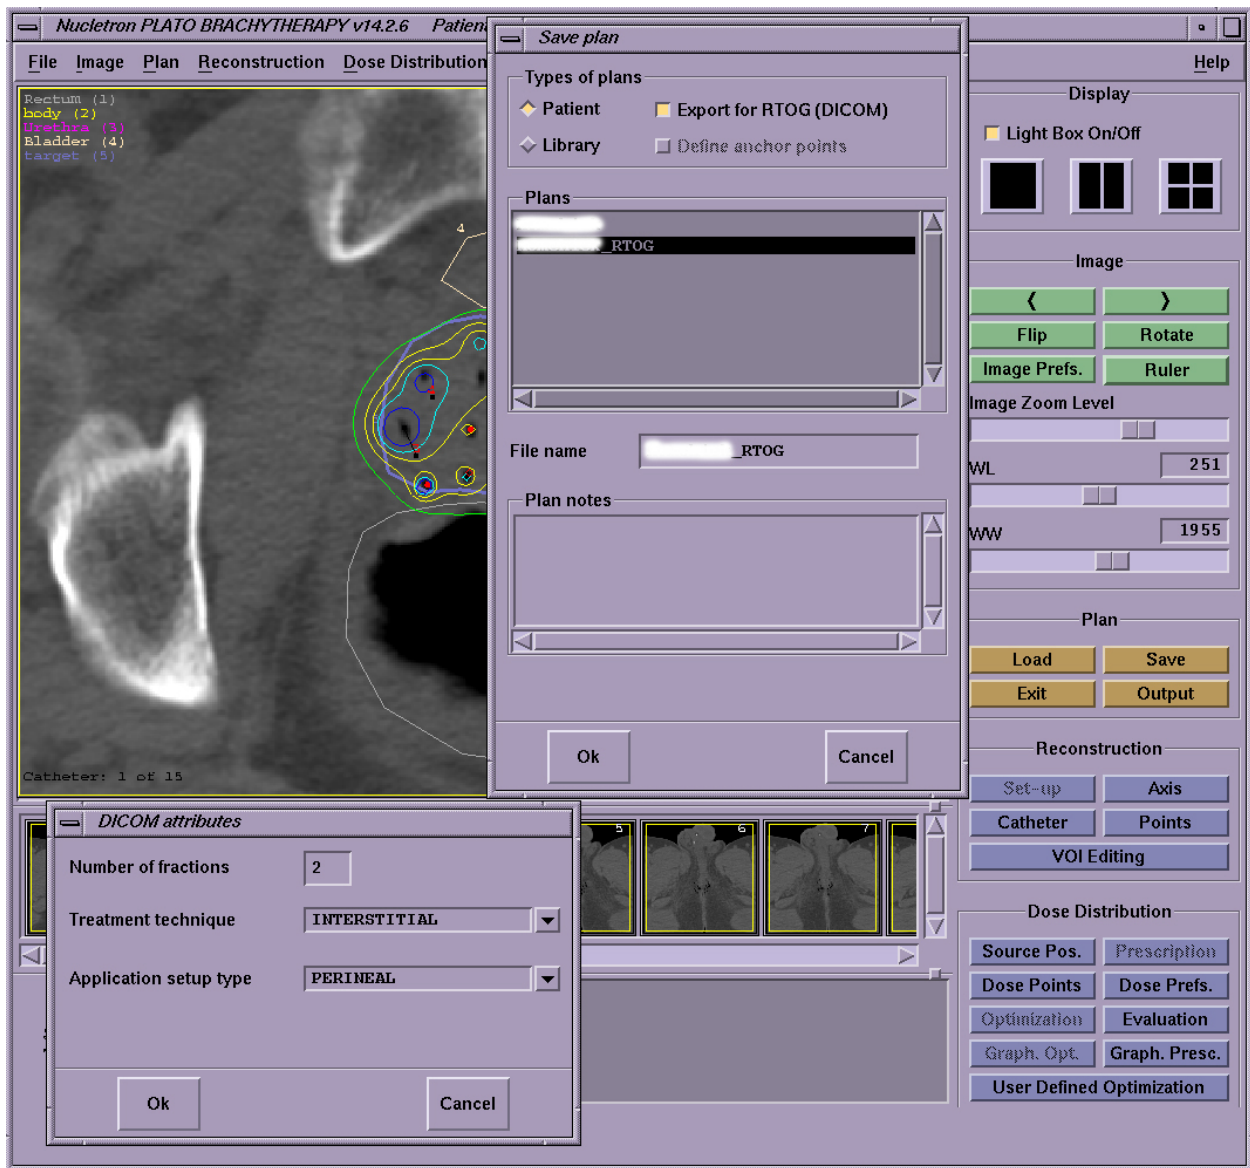 Nucletron PLATO BRACHYTHERAPY v14.2.6 Patien
File Image Plan Reconstruction Dose Distribution
Help
Rectum (1)
body (2)
Urethra (3)
Bladder (4)
target (5)
4
Catheter: 1 of 15
Save plan
Types of plans
Patient
Export for RTOG (DICOM)
Library
Define anchor points
Plans
_RTOG
File name
_RTOG
Plan notes
Ok
Cancel
Display
Light Box On/Off
Image
Flip
Rotate
Image Prefs.
Ruler
Image Zoom Level
WL
251
WW
1955
Plan
Load
Save
Exit
Output
Reconstruction
Set-up
Axis
Catheter
Points
VOI Editing
Dose Distribution
Source Pos.
Prescription
Dose Points
Dose Prefs.
Optimization
Evaluation
Graph. Opt.
Graph. Presc.
User Defined Optimization
5
6
7
DICOM attributes
Number of fractions
2
Treatment technique
INTERSTITIAL
Application setup type
PERINEAL
Ok
Cancel